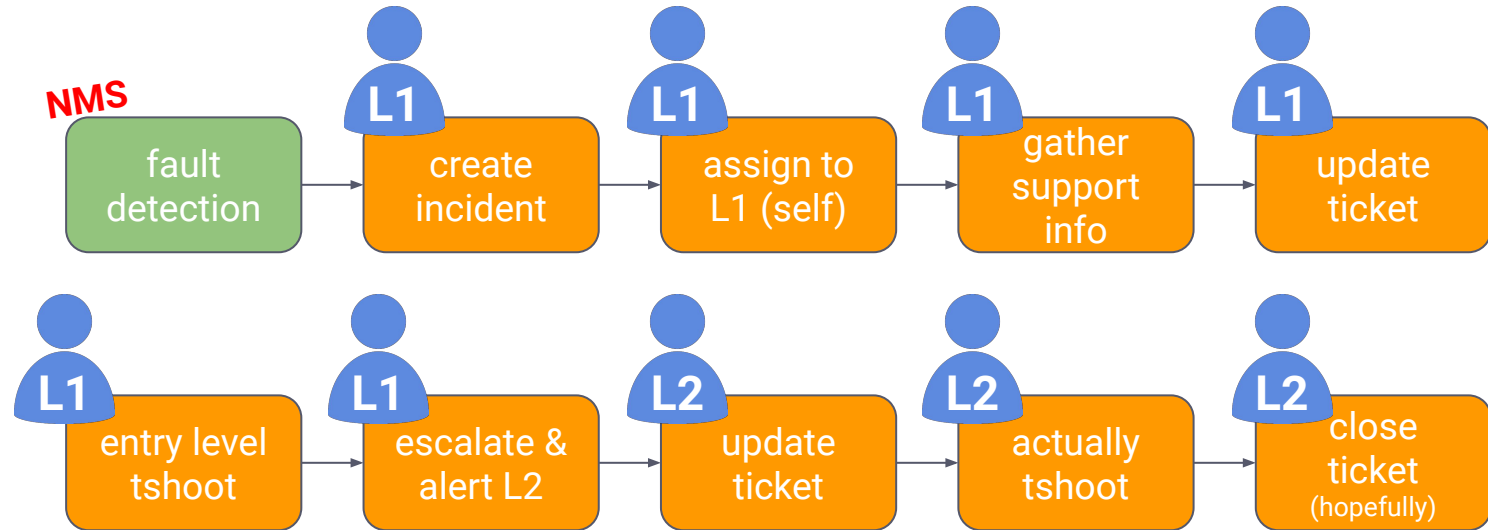 NMS
fault
detection
L1
create
incident
L1
assign to
L1 (self)
L1
gather
support
info
L1
update
ticket
L1
entry level
tshoot
L1
escalate &
alert L2
L2
update
ticket
L2
actually
tshoot
L2
close
ticket
(hopefully)